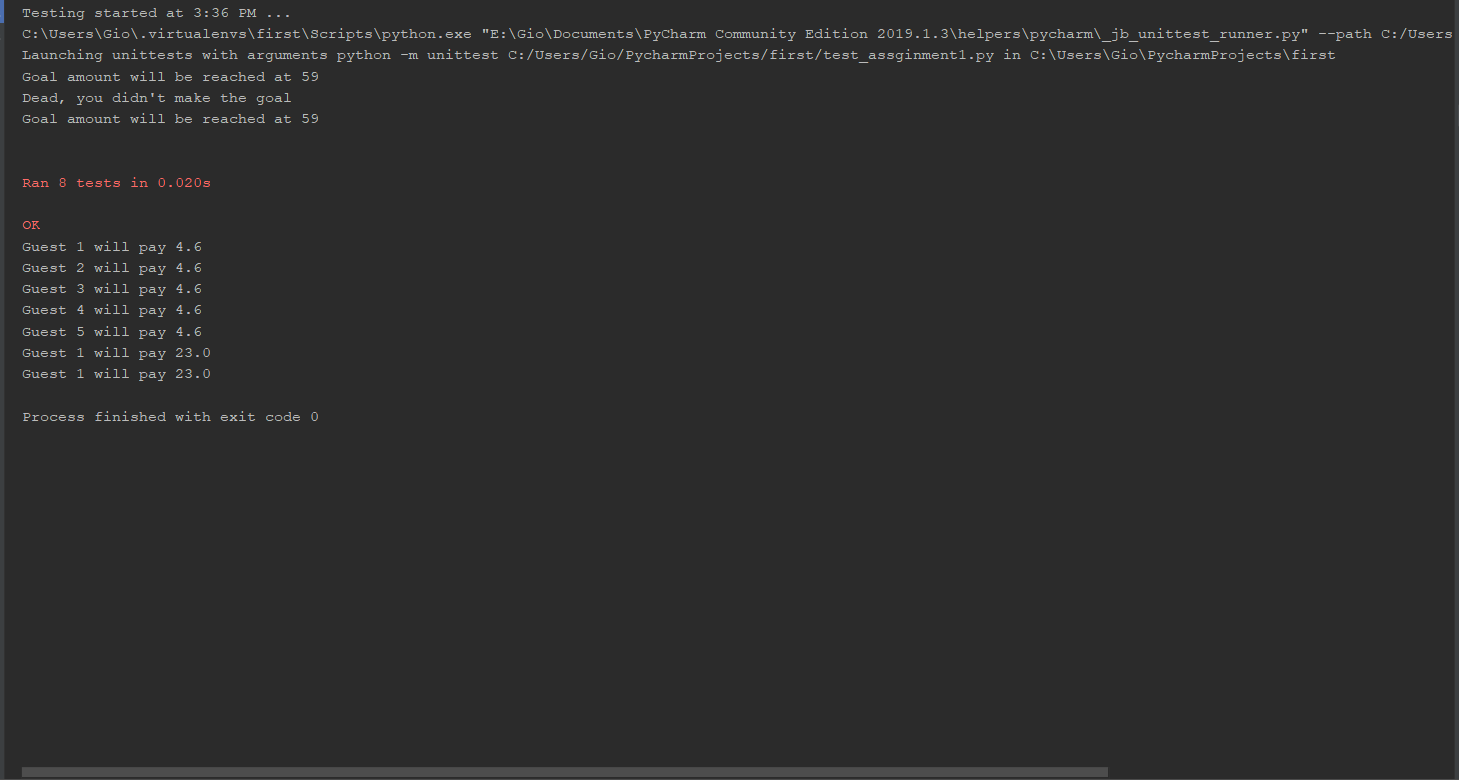 Testing started at 3:36 PM ...
C:\Users\Gio\.virtualenvs\first\Scripts\python.exe "E:\Gio\Documents\PyCharm Community Edition 2019.1.3\helpers\pycharm\_jb_unittest_runner.py" --path C:/Users
Launching unittests with arguments python -m unittest C:/Users/Gio/PycharmProjects/first/test_assginment1.py in C:\Users\Gio\PycharmProjects\first
Goal amount will be reached at 59
Dead, you didn't make the goal
Goal amount will be reached at 59
Ran 8 tests in 0.020s
OK
Guest 1 will pay 4.6
Guest 2 will pay 4.6
Guest 3 will pay 4.6
Guest 4 will pay 4.6
Guest 5 will pay 4.6
Guest 1 will pay 23.0
Guest 1 will pay 23.0
Process finished with exit code 0